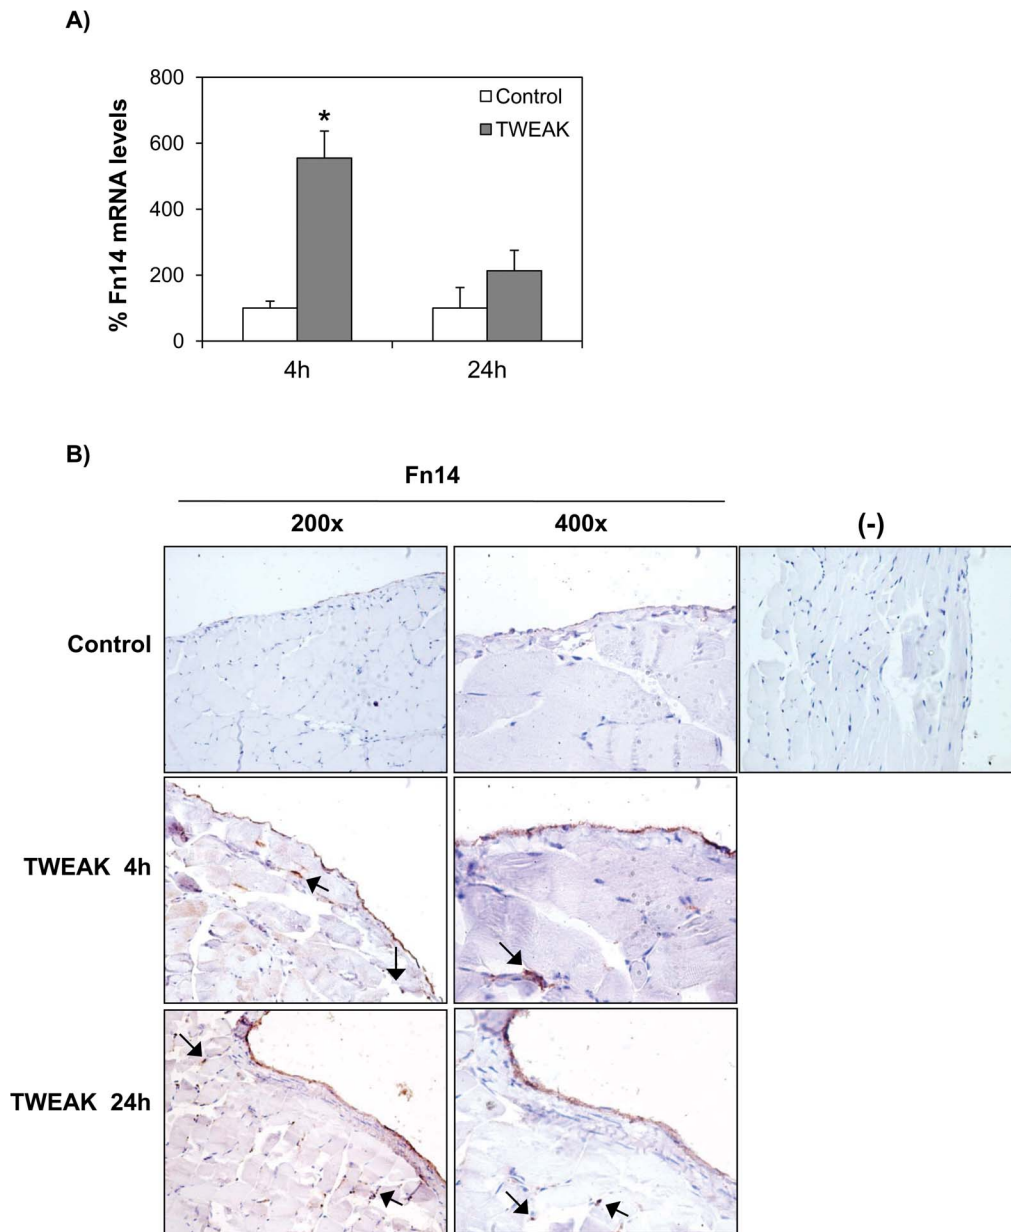 A)
800
600
400
200
0
% Fn14 mRNA levels
*
Control
TWEAK
4h
24h
B)
Fn14
200x
400x
(-)
Control
TWEAK 4h
TWEAK 24h